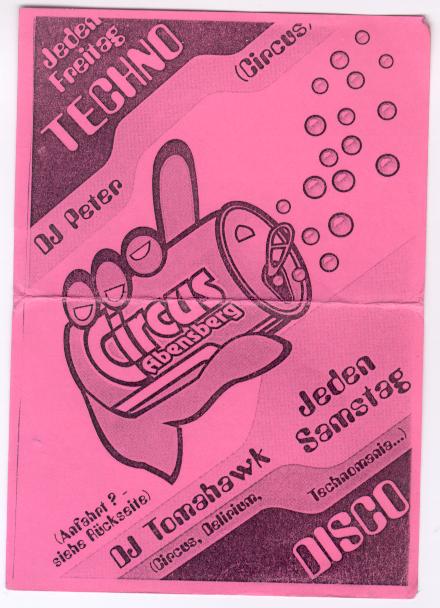 Jeden
Freitag
TECHNO
(Circus)
DJ Peter
Circus
Abensberg
Jeden
Samstag
(Anfahrt ? -
siehe Rückseite)
DJ Tomahawk
(Circus, Delirium, Technomania...)
DISCO